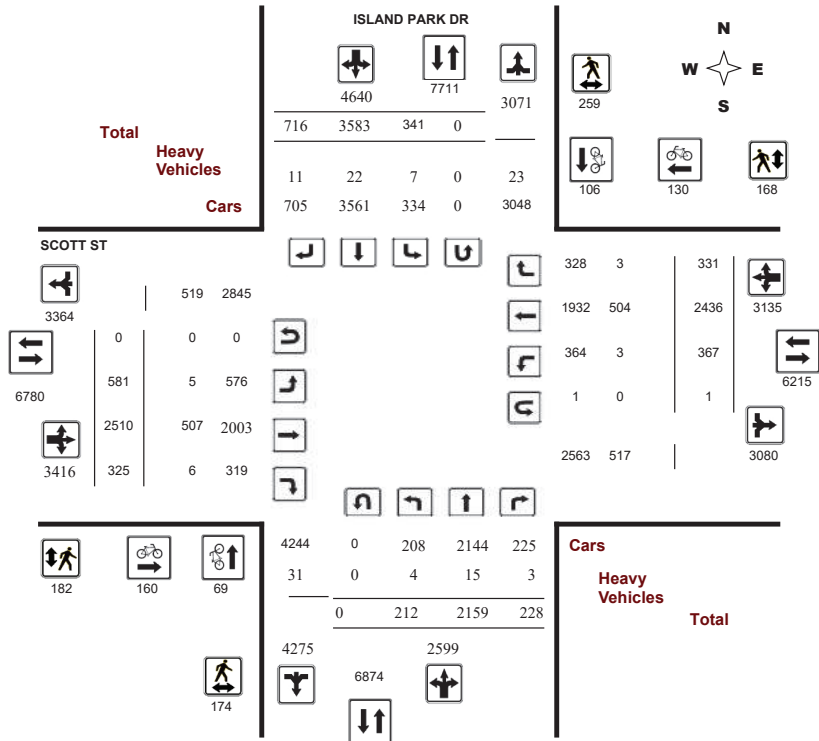 ISLAND PARK DR
N
W E
S
4640
7711
3071
259
Total
Heavy
Vehicles
Cars
716 3583 341 0
11 22 7 0 23
705 3561 334 0 3048
106 130 168
SCOTT ST
3364
519 2845
0 0 0
6780
581 5 576
2510 507 2003
3416
325 6 319
328 3 331
1932 504 2436
3135
364 3 367
6215
1 0 1
2563 517
3080
182 160 69
174
4244 0 208 2144 225
31 0 4 15 3
0 212 2159 228
4275
2599
6874
Cars
Heavy
Vehicles
Total